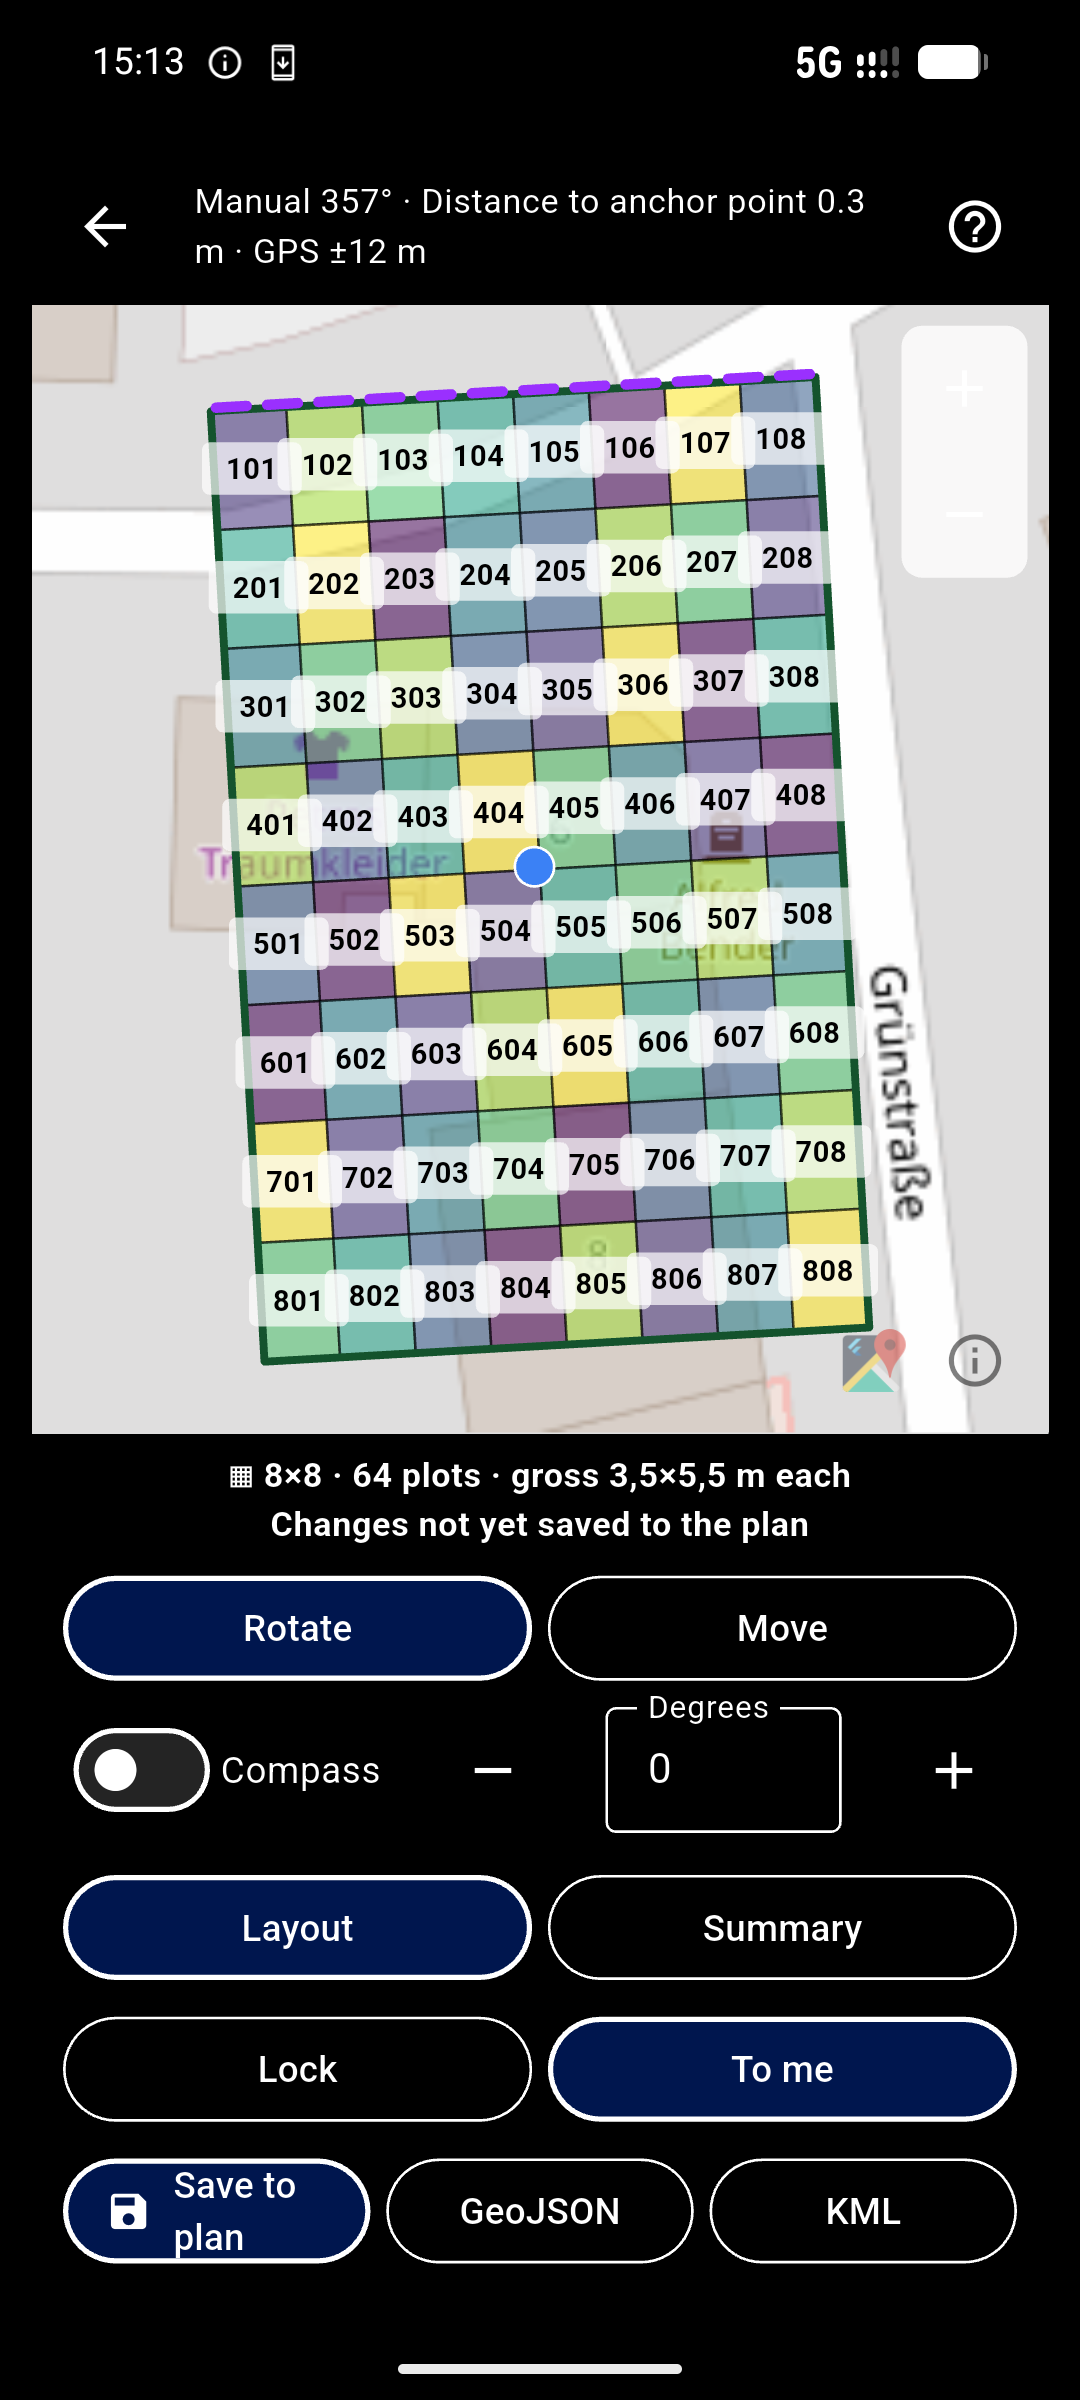 15:13
5G
Manual 357° · Distance to anchor point 0.3
m · GPS ±12 m
101 102 103 104 105 106 107 108
201 202 203 204 205 206 207 208
301 302 303 304 305 306 307 308
401 402 403 404 405 406 407 408
Traumkleider
Alfred
Bender
501 502 503 504 505 506 507 508
Grünstraße
601 602 603 604 605 606 607 608
701 702 703 704 705 706 707 708
8
801 802 803 804 805 806 807 808
▦ 8×8 · 64 plots · gross 3,5×5,5 m each
Changes not yet saved to the plan
Rotate
Move
Degrees
Compass
−
0
+
Layout
Summary
Lock
To me
Save to
plan
GeoJSON
KML